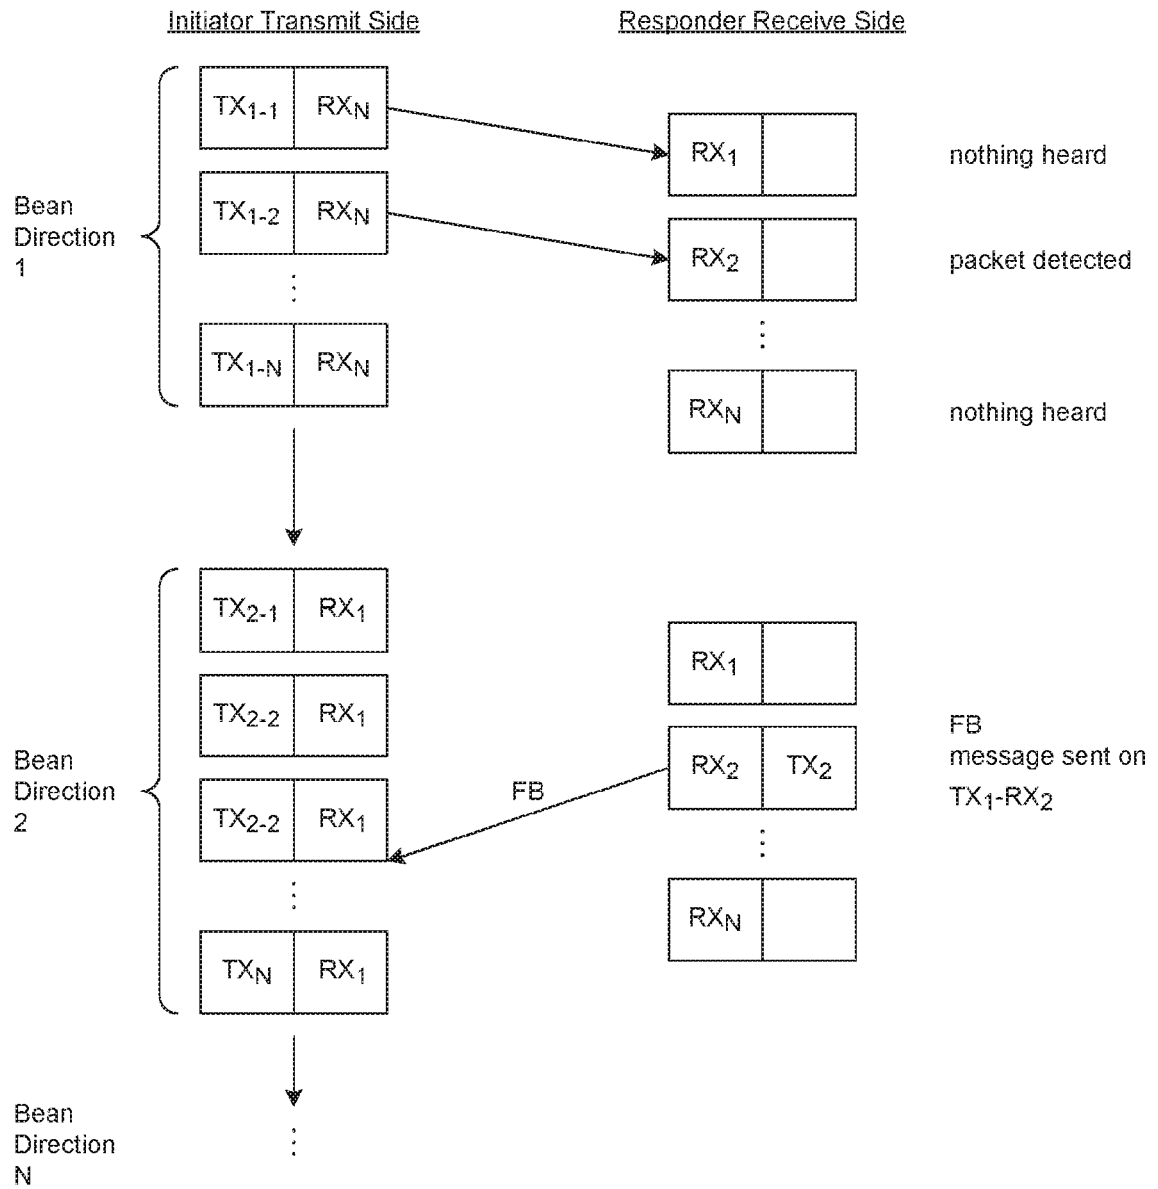 Initiator Transmit Side
Responder Receive Side
TX1-1 RXN
RX1
nothing heard
Bean
Direction
1
TX1-2 RXN
RX2
packet detected
TX1-N RXN
RXN
nothing heard
TX2-1 RX1
RX1
TX2-2 RX1
Bean
Direction
2
FB
RX2 TX2
FB
message sent on
TX1-RX2
TX2-2 RX1
RXN
TXN RX1
Bean
Direction
N